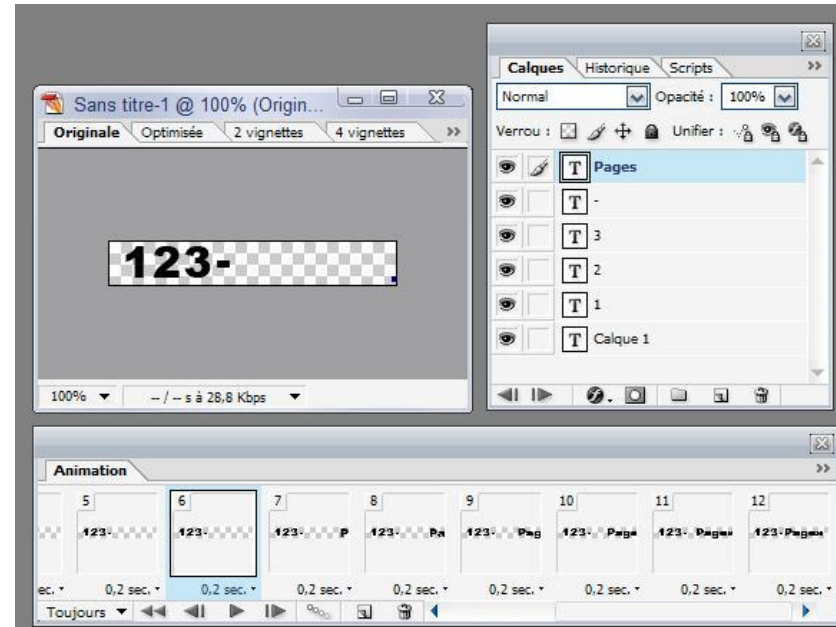 Sans titre-1 @ 100% (Origin...
Originale Optimisée 2 vignettes 4 vignettes >>
123-
100% -- / -- s à 28,8 Kbps
Calques Historique Scripts >>
Normal Opacité : 100%
Verrou : Unifier :
T Pages
T -
T 3
T 2
T 1
T Calque 1
Animation >>
5 6 7 8 9 10 11 12
123- 123- 123- P 123- Pa 123- Pag 123- Page 123- Pages 123-Pages
ec. 0,2 sec. 0,2 sec. 0,2 sec. 0,2 sec. 0,2 sec. 0,2 sec. 0,2 sec.
Toujours